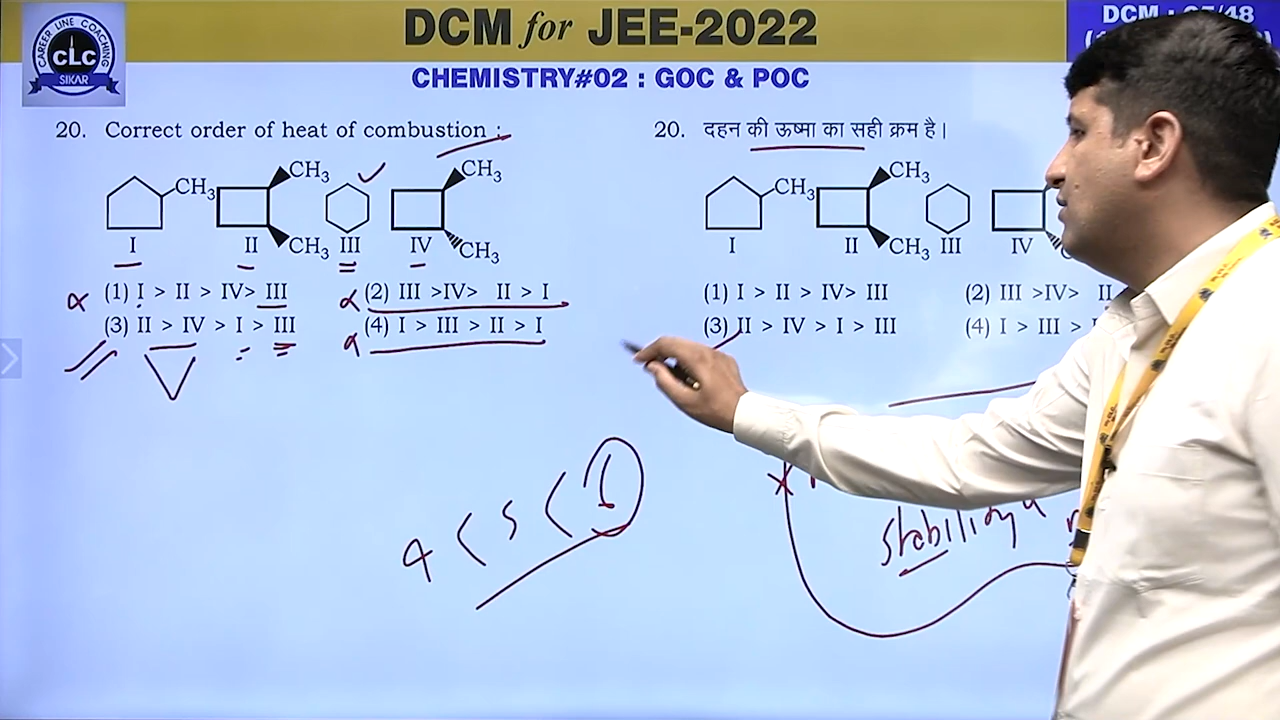 CAREER LINE COACHING
CLC
SIKAR
DCM for JEE-2022
CHEMISTRY#02 : GOC & POC
20. Correct order of heat of combustion :
CH₃ CH₃ CH₃
CH₃ CH₃
I II III IV
(1) I > II > IV> III (2) III >IV> II > I
(3) II > IV > I > III (4) I > III > II > I
20. दहन की ऊष्मा का सही क्रम है।
CH₃ CH₃
CH₃
I II III IV
(1) I > II > IV> III (2) III >IV> II
(3) II > IV > I > III (4) I > III >
4 < 5 < 6
stability α